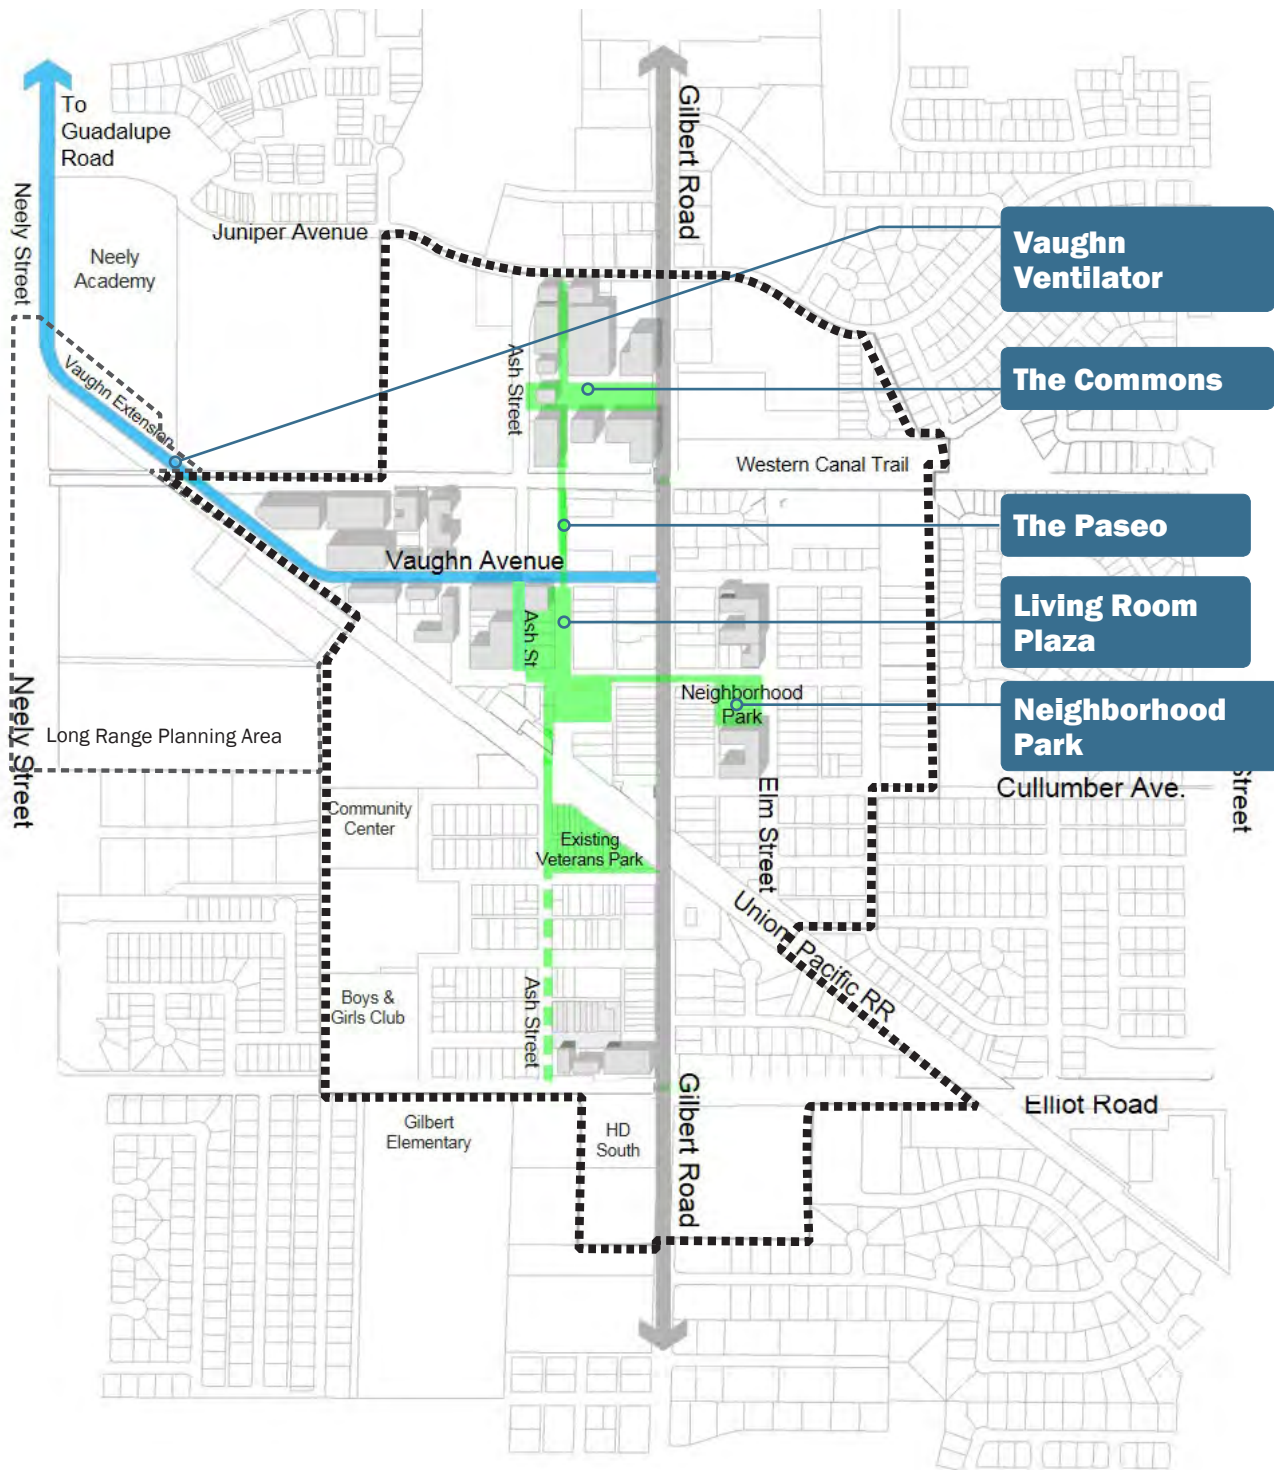 To
Guadalupe
Road
Gilbert Road
Neely Street
Juniper Avenue
Neely
Academy
Vaughn
Ventilator
Vaughn Extension
Ash Street
The Commons
Western Canal Trail
The Paseo
Vaughn Avenue
Ash St
Living Room
Plaza
Neighborhood
Park
Neighborhood
Park
Neely Street
Long Range Planning Area
Elm Street
Cullumber Ave.
Street
Community
Center
Existing
Veterans Park
Union Pacific RR
Ash Street
Boys &
Girls Club
Gilbert Road
Elliot Road
Gilbert
Elementary
HD
South